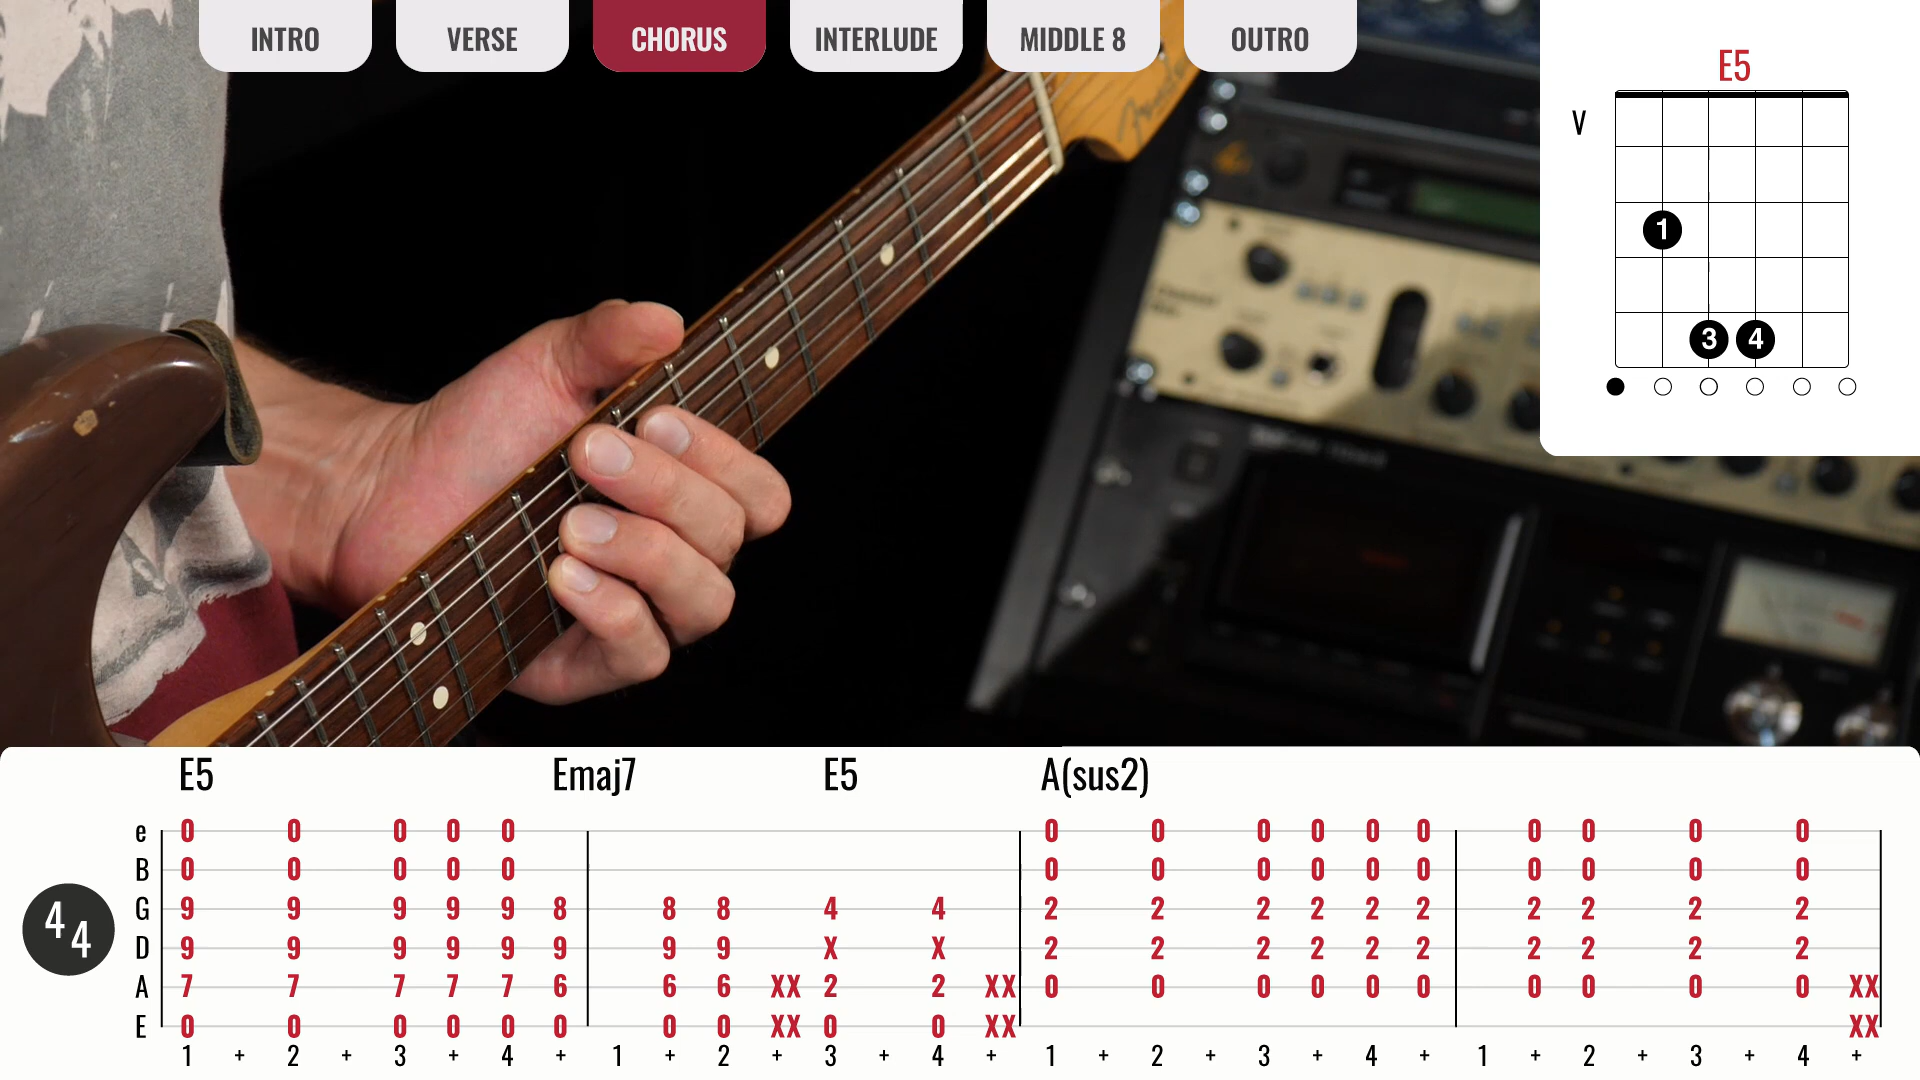 INTRO VERSE CHORUS INTERLUDE MIDDLE 8 OUTRO
E5
V
1
3 4
Fender
E5 Emaj7 E5 A(sus2)
e 0 0 0 0 0 0 0 0 0 0 0 0 0 0 0
B 0 0 0 0 0 0 0 0 0 0 0 0 0 0 0
G 9 9 9 9 9 8 8 8 4 4 2 2 2 2 2 2 2 2 2 2
4 4
D 9 9 9 9 9 9 9 9 X X 2 2 2 2 2 2 2 2 2 2
A 7 7 7 7 7 6 6 6 XX 2 2 XX 0 0 0 0 0 0 0 0 0 0 XX
E 0 0 0 0 0 0 0 0 XX 0 0 XX XX
1 + 2 + 3 + 4 + 1 + 2 + 3 + 4 + 1 + 2 + 3 + 4 + 1 + 2 + 3 + 4 +